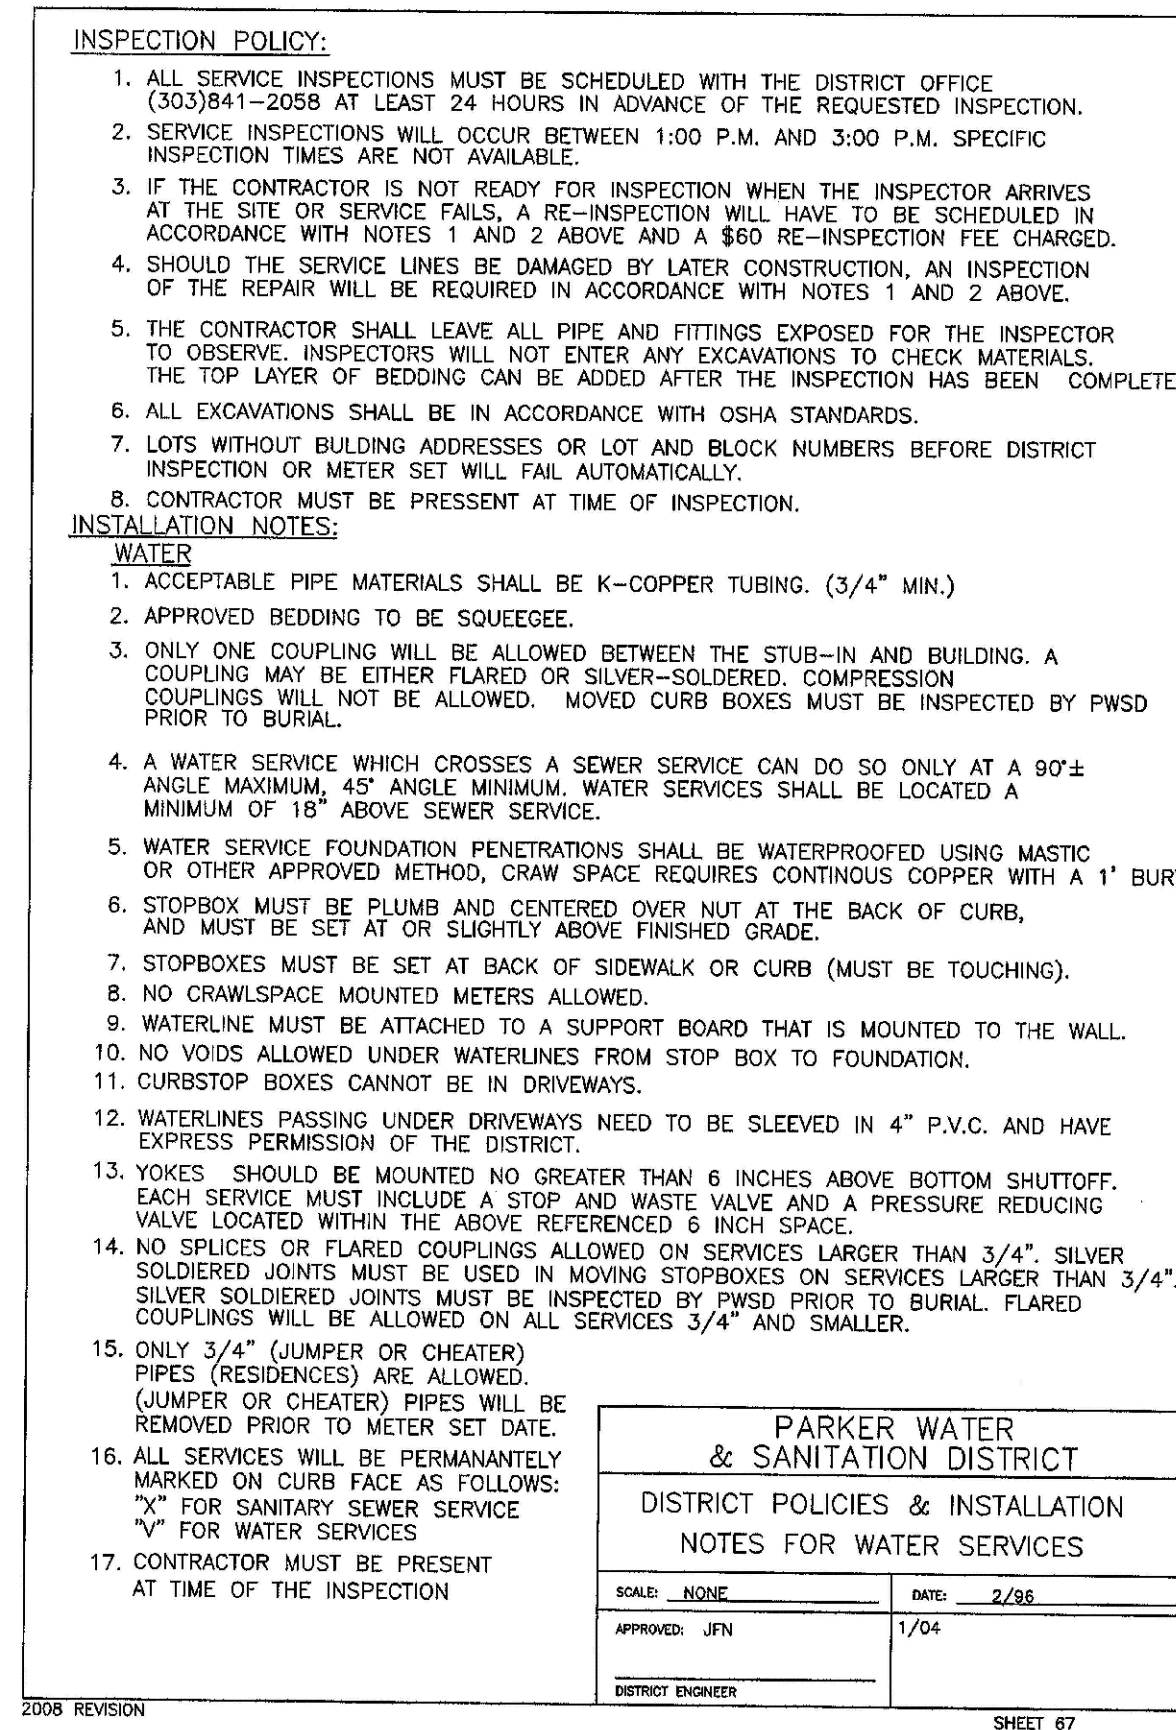 INSPECTION POLICY:
1. ALL SERVICE INSPECTIONS MUST BE SCHEDULED WITH THE DISTRICT OFFICE
(303)841-2058 AT LEAST 24 HOURS IN ADVANCE OF THE REQUESTED INSPECTION.
2. SERVICE INSPECTIONS WILL OCCUR BETWEEN 1:00 P.M. AND 3:00 P.M. SPECIFIC
INSPECTION TIMES ARE NOT AVAILABLE.
3. IF THE CONTRACTOR IS NOT READY FOR INSPECTION WHEN THE INSPECTOR ARRIVES
AT THE SITE OR SERVICE FAILS, A RE-INSPECTION WILL HAVE TO BE SCHEDULED IN
ACCORDANCE WITH NOTES 1 AND 2 ABOVE AND A $60 RE-INSPECTION FEE CHARGED.
4. SHOULD THE SERVICE LINES BE DAMAGED BY LATER CONSTRUCTION, AN INSPECTION
OF THE REPAIR WILL BE REQUIRED IN ACCORDANCE WITH NOTES 1 AND 2 ABOVE.
5. THE CONTRACTOR SHALL LEAVE ALL PIPE AND FITTINGS EXPOSED FOR THE INSPECTOR
TO OBSERVE. INSPECTORS WILL NOT ENTER ANY EXCAVATIONS TO CHECK MATERIALS.
THE TOP LAYER OF BEDDING CAN BE ADDED AFTER THE INSPECTION HAS BEEN COMPLETE
6. ALL EXCAVATIONS SHALL BE IN ACCORDANCE WITH OSHA STANDARDS.
7. LOTS WITHOUT BULDING ADDRESSES OR LOT AND BLOCK NUMBERS BEFORE DISTRICT
INSPECTION OR METER SET WILL FAIL AUTOMATICALLY.
8. CONTRACTOR MUST BE PRESSENT AT TIME OF INSPECTION.
INSTALLATION NOTES:
WATER
1. ACCEPTABLE PIPE MATERIALS SHALL BE K-COPPER TUBING. (3/4" MIN.)
2. APPROVED BEDDING TO BE SQUEEGEE.
3. ONLY ONE COUPLING WILL BE ALLOWED BETWEEN THE STUB-IN AND BUILDING. A
COUPLING MAY BE EITHER FLARED OR SILVER-SOLDERED. COMPRESSION
COUPLINGS WILL NOT BE ALLOWED. MOVED CURB BOXES MUST BE INSPECTED BY PWSD
PRIOR TO BURIAL.
4. A WATER SERVICE WHICH CROSSES A SEWER SERVICE CAN DO SO ONLY AT A 90°±
ANGLE MAXIMUM, 45° ANGLE MINIMUM. WATER SERVICES SHALL BE LOCATED A
MINIMUM OF 18" ABOVE SEWER SERVICE.
5. WATER SERVICE FOUNDATION PENETRATIONS SHALL BE WATERPROOFED USING MASTIC
OR OTHER APPROVED METHOD, CRAW SPACE REQUIRES CONTINOUS COPPER WITH A 1' BURY
6. STOPBOX MUST BE PLUMB AND CENTERED OVER NUT AT THE BACK OF CURB,
AND MUST BE SET AT OR SLIGHTLY ABOVE FINISHED GRADE.
7. STOPBOXES MUST BE SET AT BACK OF SIDEWALK OR CURB (MUST BE TOUCHING).
8. NO CRAWLSPACE MOUNTED METERS ALLOWED.
9. WATERLINE MUST BE ATTACHED TO A SUPPORT BOARD THAT IS MOUNTED TO THE WALL.
10. NO VOIDS ALLOWED UNDER WATERLINES FROM STOP BOX TO FOUNDATION.
11. CURBSTOP BOXES CANNOT BE IN DRIVEWAYS.
12. WATERLINES PASSING UNDER DRIVEWAYS NEED TO BE SLEEVED IN 4" P.V.C. AND HAVE
EXPRESS PERMISSION OF THE DISTRICT.
13. YOKES SHOULD BE MOUNTED NO GREATER THAN 6 INCHES ABOVE BOTTOM SHUTTOFF.
EACH SERVICE MUST INCLUDE A STOP AND WASTE VALVE AND A PRESSURE REDUCING
VALVE LOCATED WITHIN THE ABOVE REFERENCED 6 INCH SPACE.
14. NO SPLICES OR FLARED COUPLINGS ALLOWED ON SERVICES LARGER THAN 3/4". SILVER
SOLDIERED JOINTS MUST BE USED IN MOVING STOPBOXES ON SERVICES LARGER THAN 3/4".
SILVER SOLDIERED JOINTS MUST BE INSPECTED BY PWSD PRIOR TO BURIAL. FLARED
COUPLINGS WILL BE ALLOWED ON ALL SERVICES 3/4" AND SMALLER.
15. ONLY 3/4" (JUMPER OR CHEATER)
PIPES (RESIDENCES) ARE ALLOWED.
(JUMPER OR CHEATER) PIPES WILL BE
REMOVED PRIOR TO METER SET DATE.
16. ALL SERVICES WILL BE PERMANANTELY
MARKED ON CURB FACE AS FOLLOWS:
"X" FOR SANITARY SEWER SERVICE
"V" FOR WATER SERVICES
17. CONTRACTOR MUST BE PRESENT
AT TIME OF THE INSPECTION
PARKER WATER
& SANITATION DISTRICT
DISTRICT POLICIES & INSTALLATION
NOTES FOR WATER SERVICES
SCALE: NONE
DATE: 2/96
APPROVED: JFN
1/04
DISTRICT ENGINEER
2008 REVISION
SHEET 67